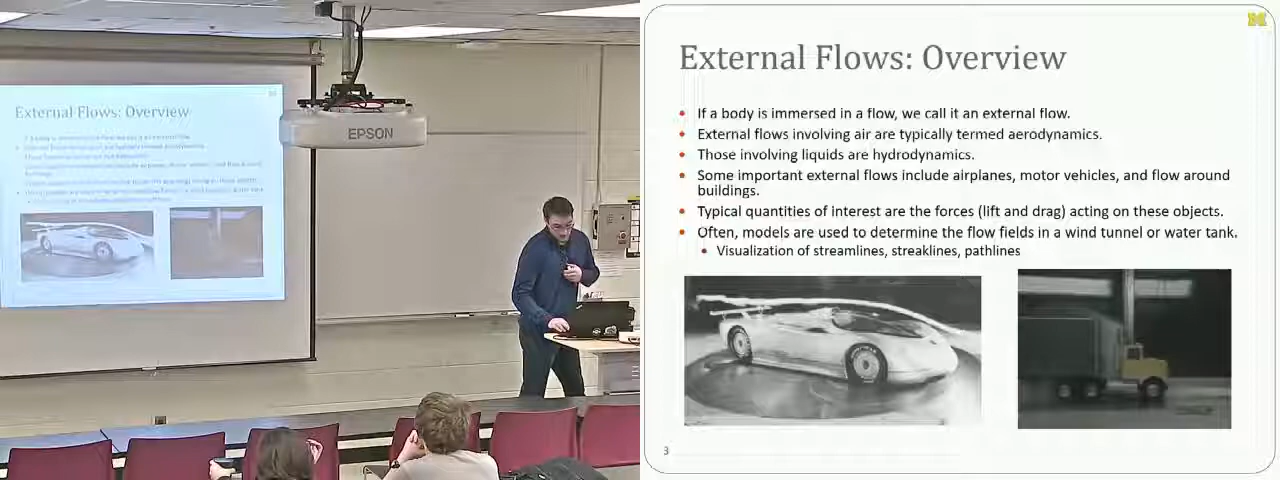 External Flows: Overview
EPSON
M
External Flows: Overview
If a body is immersed in a flow, we call it an external flow.
External flows involving air are typically termed aerodynamics.
Those involving liquids are hydrodynamics.
Some important external flows include airplanes, motor vehicles, and flow around
buildings.
Typical quantities of interest are the forces (lift and drag) acting on these objects.
Often, models are used to determine the flow fields in a wind tunnel or water tank.
Visualization of streamlines, streaklines, pathlines
3